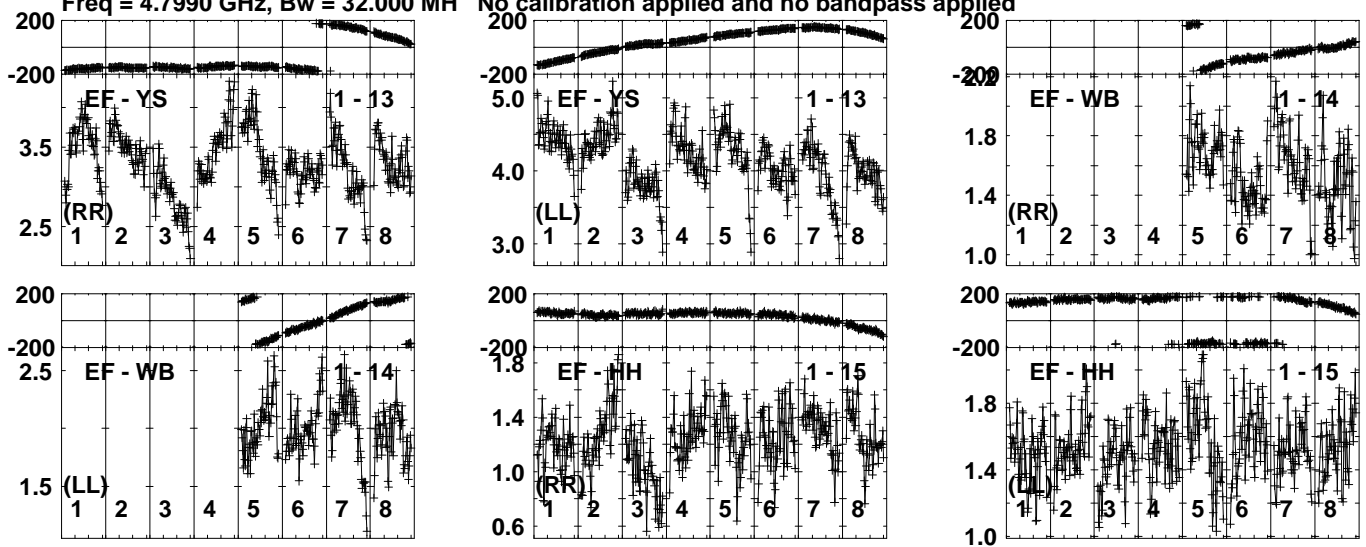 Freq = 4.7990 GHz, Bw = 32.000 MH No calibration applied and no bandpass applied
200
-200
EF - YS 1 - 13
3.5
2.5
(RR)
1 2 3 4 5 6 7 8
200
-200
5.0
EF - YS 1 - 13
4.0
3.0
(LL)
1 2 3 4 5 6 7 8
200
-200
2.2
EF - WB 1 - 14
1.8
1.4
1.0
(RR)
1 2 3 4 5 6 7 8
200
-200
2.5
EF - WB 1 - 14
1.5
(LL)
1 2 3 4 5 6 7 8
200
-200
1.8
EF - HH 1 - 15
1.4
1.0
0.6
(RR)
1 2 3 4 5 6 7 8
200
-200
EF - HH 1 - 15
1.8
1.4
1.0
(LL)
1 2 3 4 5 6 7 8